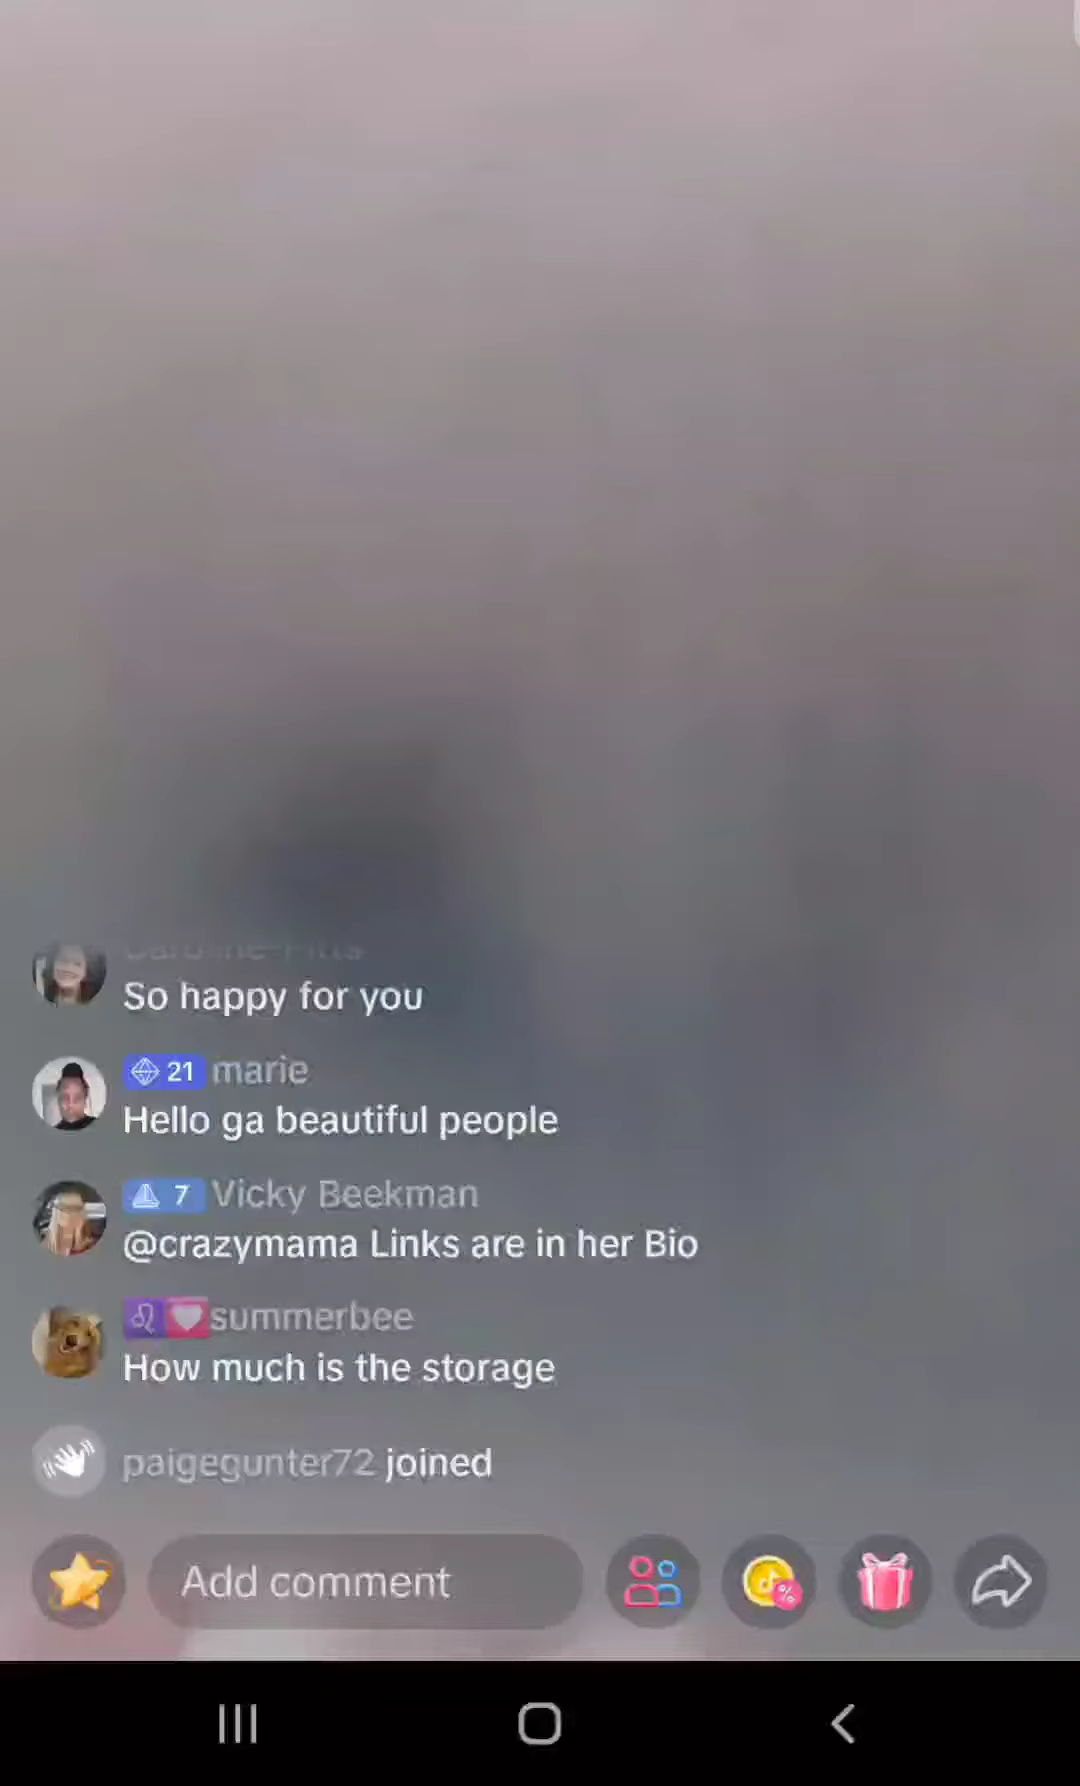 So happy for you
21 marie
Hello ga beautiful people
7 Vicky Beekman
@crazymama Links are in her Bio
summerbee
How much is the storage
paigegunter72 joined
Add comment
%